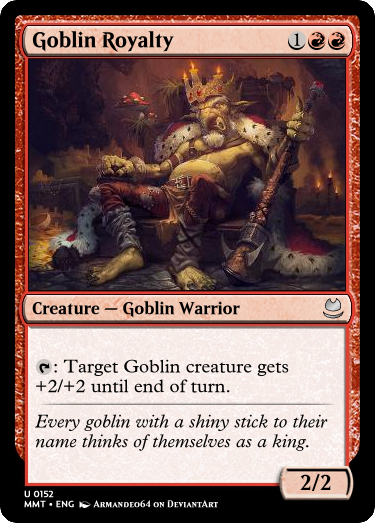 Goblin Royalty 1
Creature — Goblin Warrior
: Target Goblin creature gets
+2/+2 until end of turn.
Every goblin with a shiny stick to their
name thinks of themselves as a king.
2/2
U 0152
MMT • ENG Armandeo64 on DeviantArt